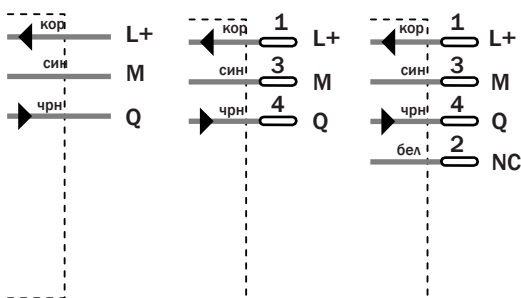 кор L+
син M
чрн Q
кор 1 L+
син 3 M
чрн 4 Q
кор 1 L+
син 3 M
чрн 4 Q
бел 2 NC